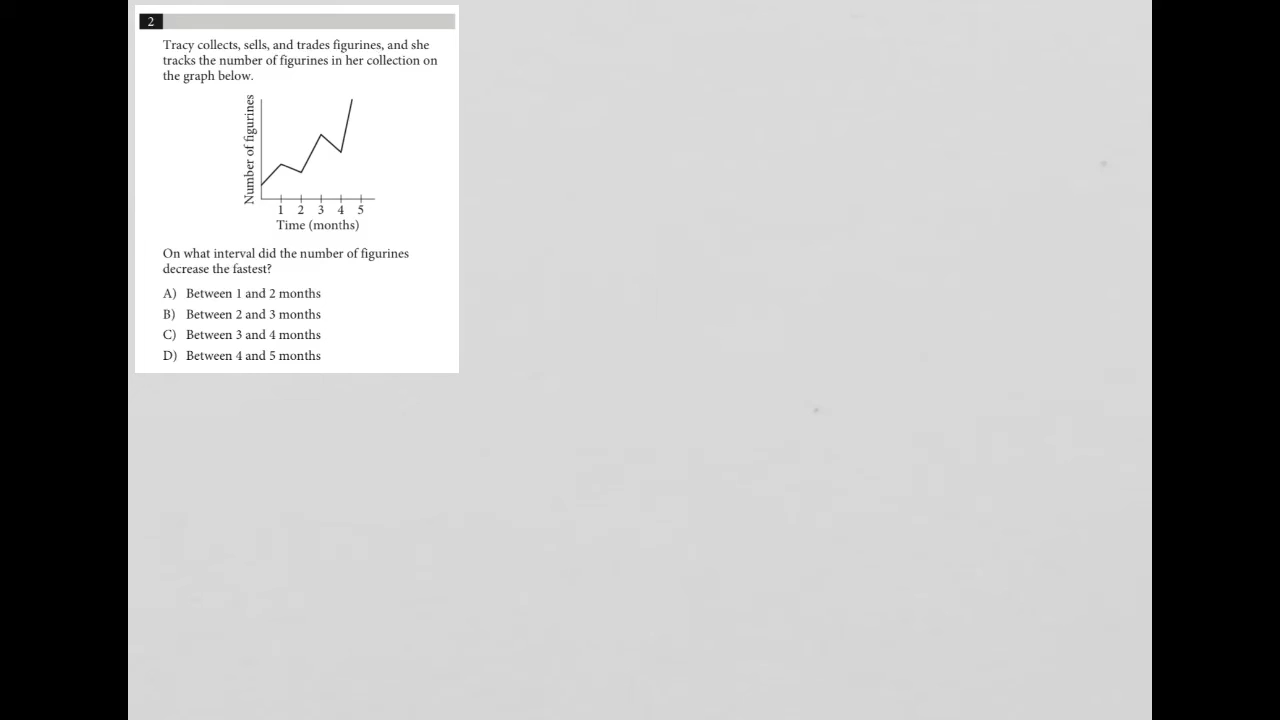 2
Tracy collects, sells, and trades figurines, and she
tracks the number of figurines in her collection on
the graph below.
Number of figurines
1 2 3 4 5
Time (months)
On what interval did the number of figurines
decrease the fastest?
A) Between 1 and 2 months
B) Between 2 and 3 months
C) Between 3 and 4 months
D) Between 4 and 5 months